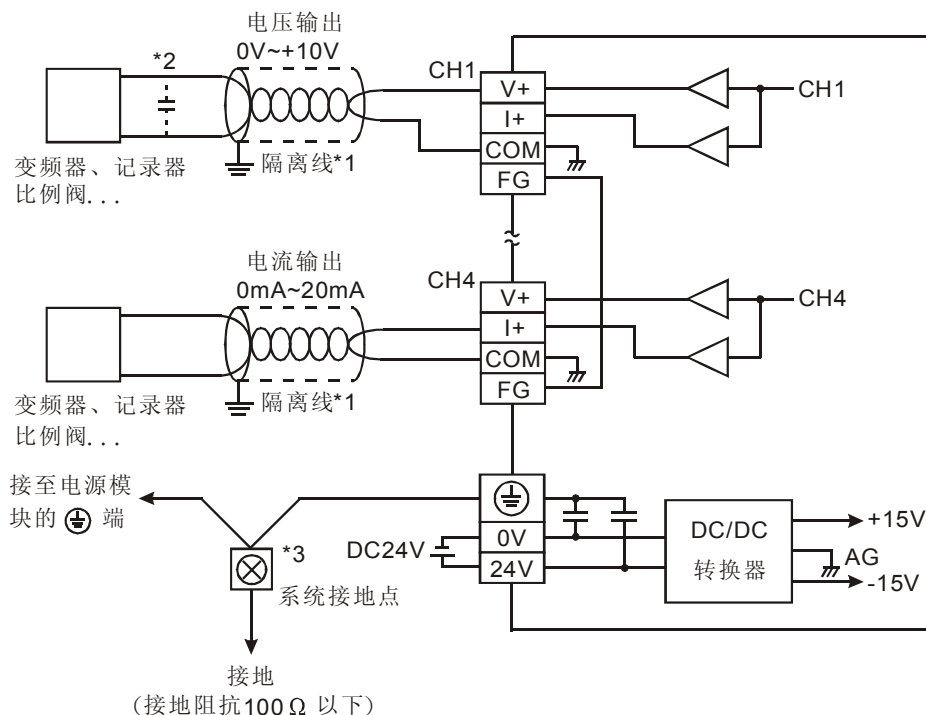 电压输出
0V~+10V
*2
CH1
V+
I+
COM
FG
CH1
变频器、记录器
比例阀...
隔离线*1
电流输出
0mA~20mA
CH4
V+
I+
COM
FG
CH4
变频器、记录器
比例阀...
隔离线*1
接至电源模
块的 端
*3
系统接地点
接地
(接地阻抗100Ω 以下)
DC24V
0V
24V
DC/DC
转换器
+15V
AG
-15V